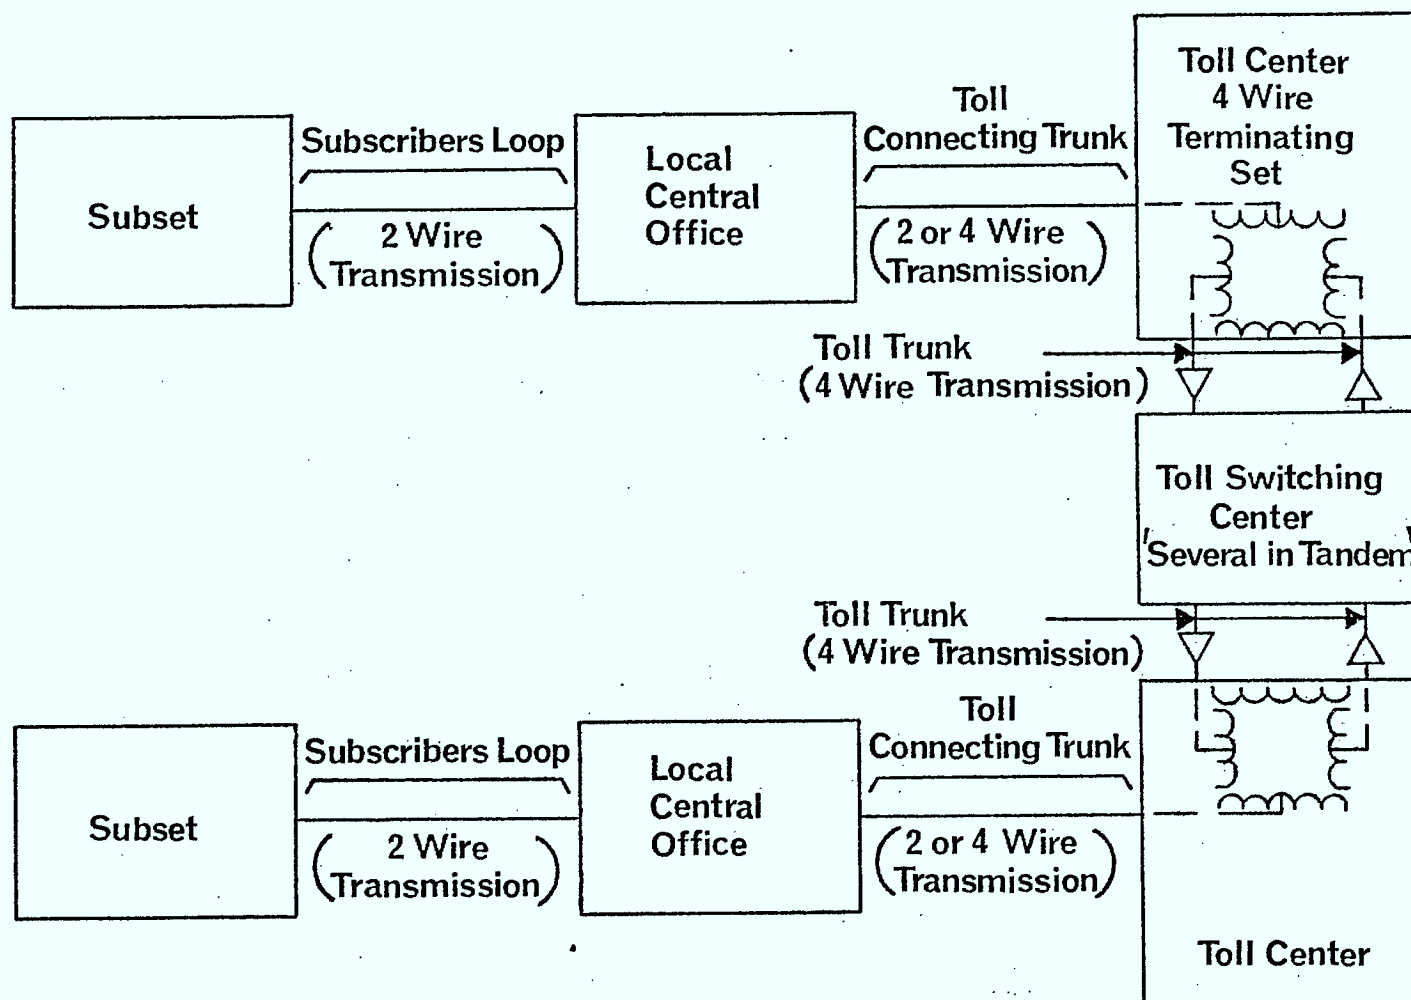 Toll Center
4 Wire
Terminating
Set
Toll
Connecting Trunk
Subscribers Loop
Local
Central
Office
Subset
2 Wire
(Transmission)
(2 or 4 Wire
Transmission)
Toll Trunk
(4 Wire Transmission)
Toll Switching
Center
'Several in Tandem'
Toll Trunk
(4 Wire Transmission)
Toll
Connecting Trunk
Subscribers Loop
Local
Central
Office
Subset
2 Wire
(Transmission)
(2 or 4 Wire
Transmission)
Toll Center